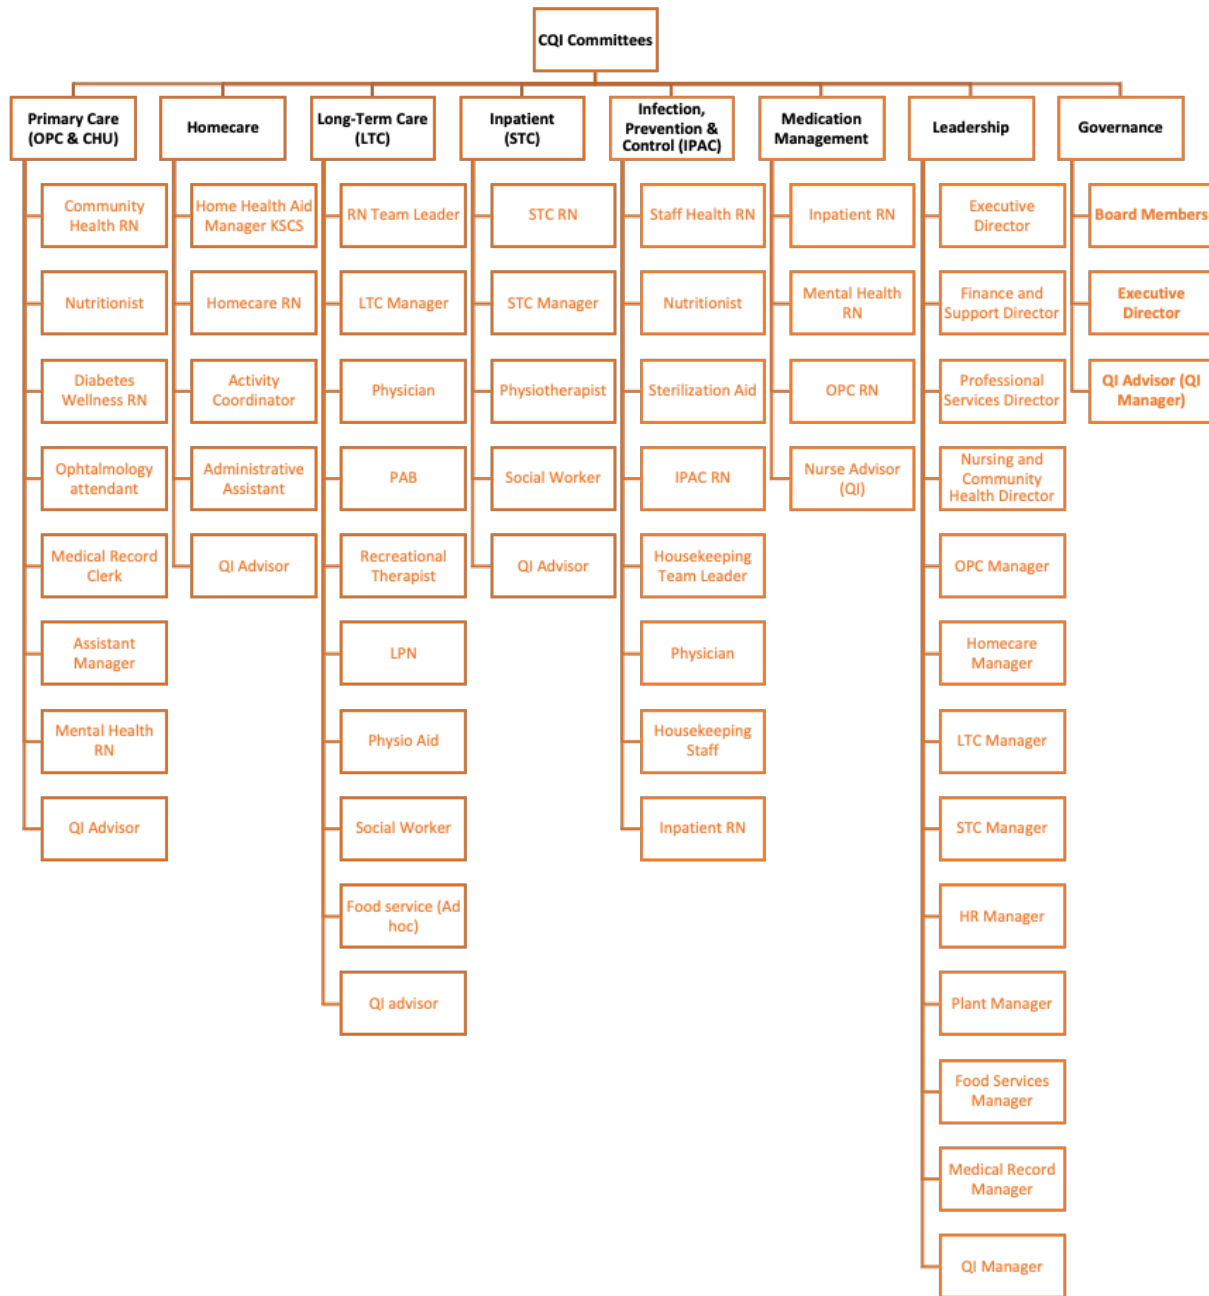 CQI Committees
Primary Care
(OPC & CHU)
Community
Health RN
Nutritionist
Diabetes
Wellness RN
Ophtalmology
attendant
Medical Record
Clerk
Assistant
Manager
Mental Health
RN
QI Advisor
Homecare
Home Health Aid
Manager KSCS
Homecare RN
Activity
Coordinator
Administrative
Assistant
QI Advisor
Long-Term Care
(LTC)
RN Team Leader
LTC Manager
Physician
PAB
Recreational
Therapist
LPN
Physio Aid
Social Worker
Food service (Ad
hoc)
QI advisor
Inpatient
(STC)
STC RN
STC Manager
Physiotherapist
Social Worker
QI Advisor
Infection,
Prevention &
Control (IPAC)
Staff Health RN
Nutritionist
Sterilization Aid
IPAC RN
Housekeeping
Team Leader
Physician
Housekeeping
Staff
Inpatient RN
Medication
Management
Inpatient RN
Mental Health
RN
OPC RN
Nurse Advisor
(QI)
Leadership
Executive
Director
Finance and
Support Director
Professional
Services Director
Nursing and
Community
Health Director
OPC Manager
Homecare
Manager
LTC Manager
STC Manager
HR Manager
Plant Manager
Food Services
Manager
Medical Record
Manager
QI Manager
Governance
Board Members
Executive
Director
QI Advisor (QI
Manager)